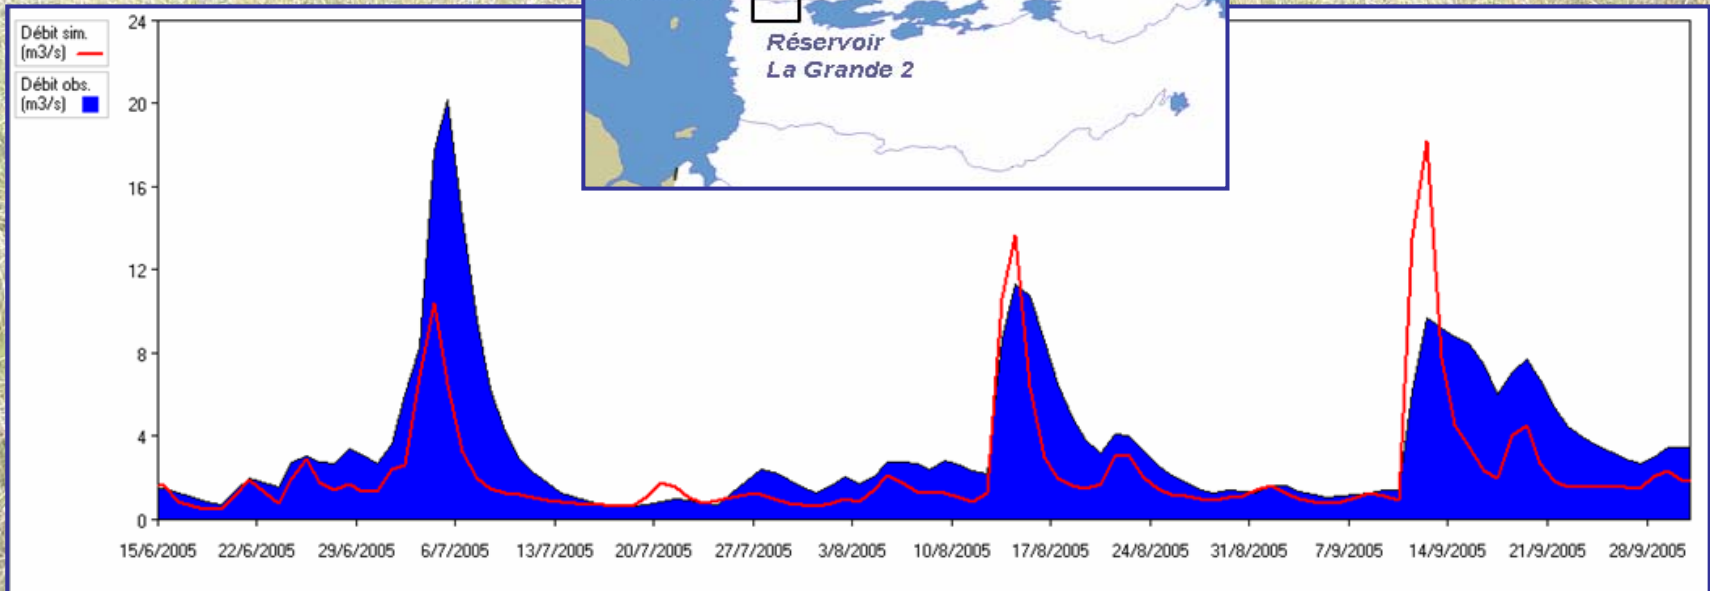 Débit sim.
(m3/s)
Débit obs.
(m3/s)
24
20
16
12
8
4
0
Réservoir
La Grande 2
15/6/2005 22/6/2005 29/6/2005 6/7/2005 13/7/2005 20/7/2005 27/7/2005 3/8/2005 10/8/2005 17/8/2005 24/8/2005 31/8/2005 7/9/2005 14/9/2005 21/9/2005 28/9/2005